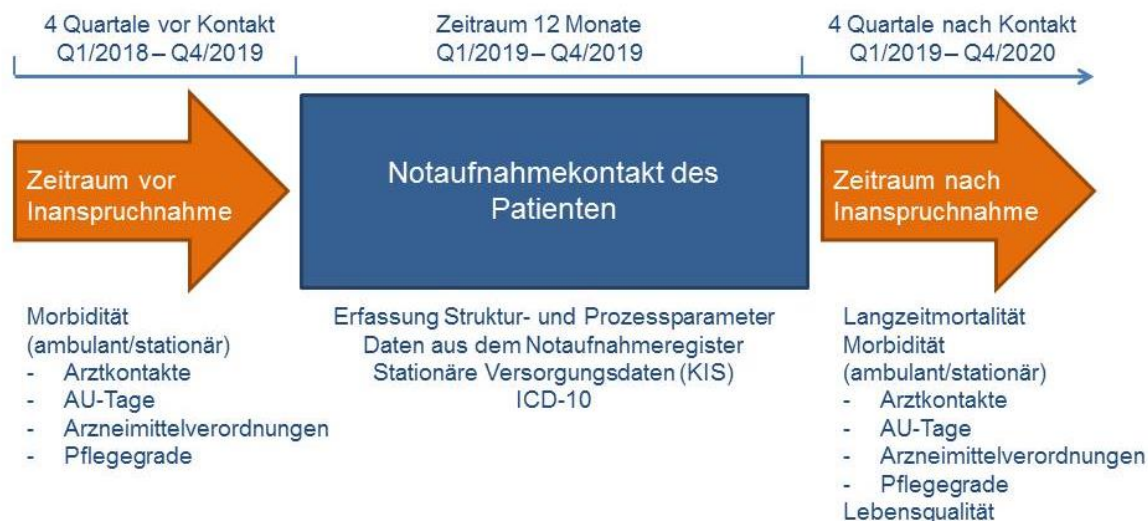 4 Quartale vor Kontakt
Q1/2018 – Q4/2019
Zeitraum 12 Monate
Q1/2019 – Q4/2019
4 Quartale nach Kontakt
Q1/2019 – Q4/2020
Zeitraum vor
Inanspruchnahme
Notaufnahmekontakt des
Patienten
Zeitraum nach
Inanspruchnahme
Morbidität
(ambulant/stationär)
- Arztkontakte
- AU-Tage
- Arzneimittelverordnungen
- Pflegegrade
Erfassung Struktur- und Prozessparameter
Daten aus dem Notaufnahmeregister
Stationäre Versorgungsdaten (KIS)
ICD-10
Langzeitmortalität
Morbidität
(ambulant/stationär)
- Arztkontakte
- AU-Tage
- Arzneimittelverordnungen
- Pflegegrade
Lebensqualität